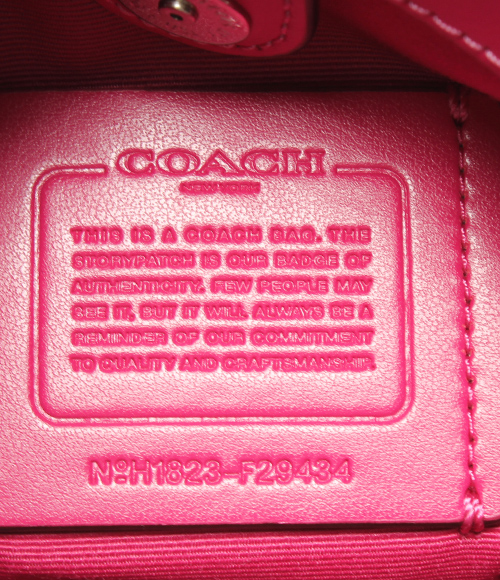 COACH
NEW YORK
THIS IS A COACH BAG. THE
STORYPATCH IS OUR BADGE OF
AUTHENTICITY. FEW PEOPLE MAY
SEE IT, BUT IT WILL ALWAYS BE A
REMINDER OF OUR COMMITMENT
TO QUALITY AND CRAFTSMANSHIP.
NºH1823-F29434